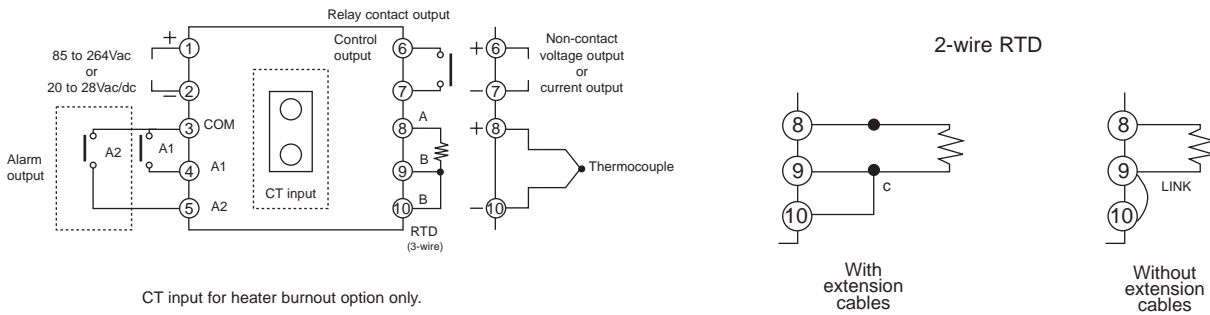 Relay contact output
85 to 264Vac
or
20 to 28Vac/dc
+
1
−
2
Control
output
6
7
+
6
−
7
Non-contact
voltage output
or
current output
Alarm
output
A2
A1
3
COM
4
A1
5
A2
CT input
8
A
9
B
10
B
RTD
(3-wire)
+
8
−
10
Thermocouple
CT input for heater burnout option only.
2-wire RTD
8
9
10
c
With
extension
cables
8
9
10
LINK
Without
extension
cables